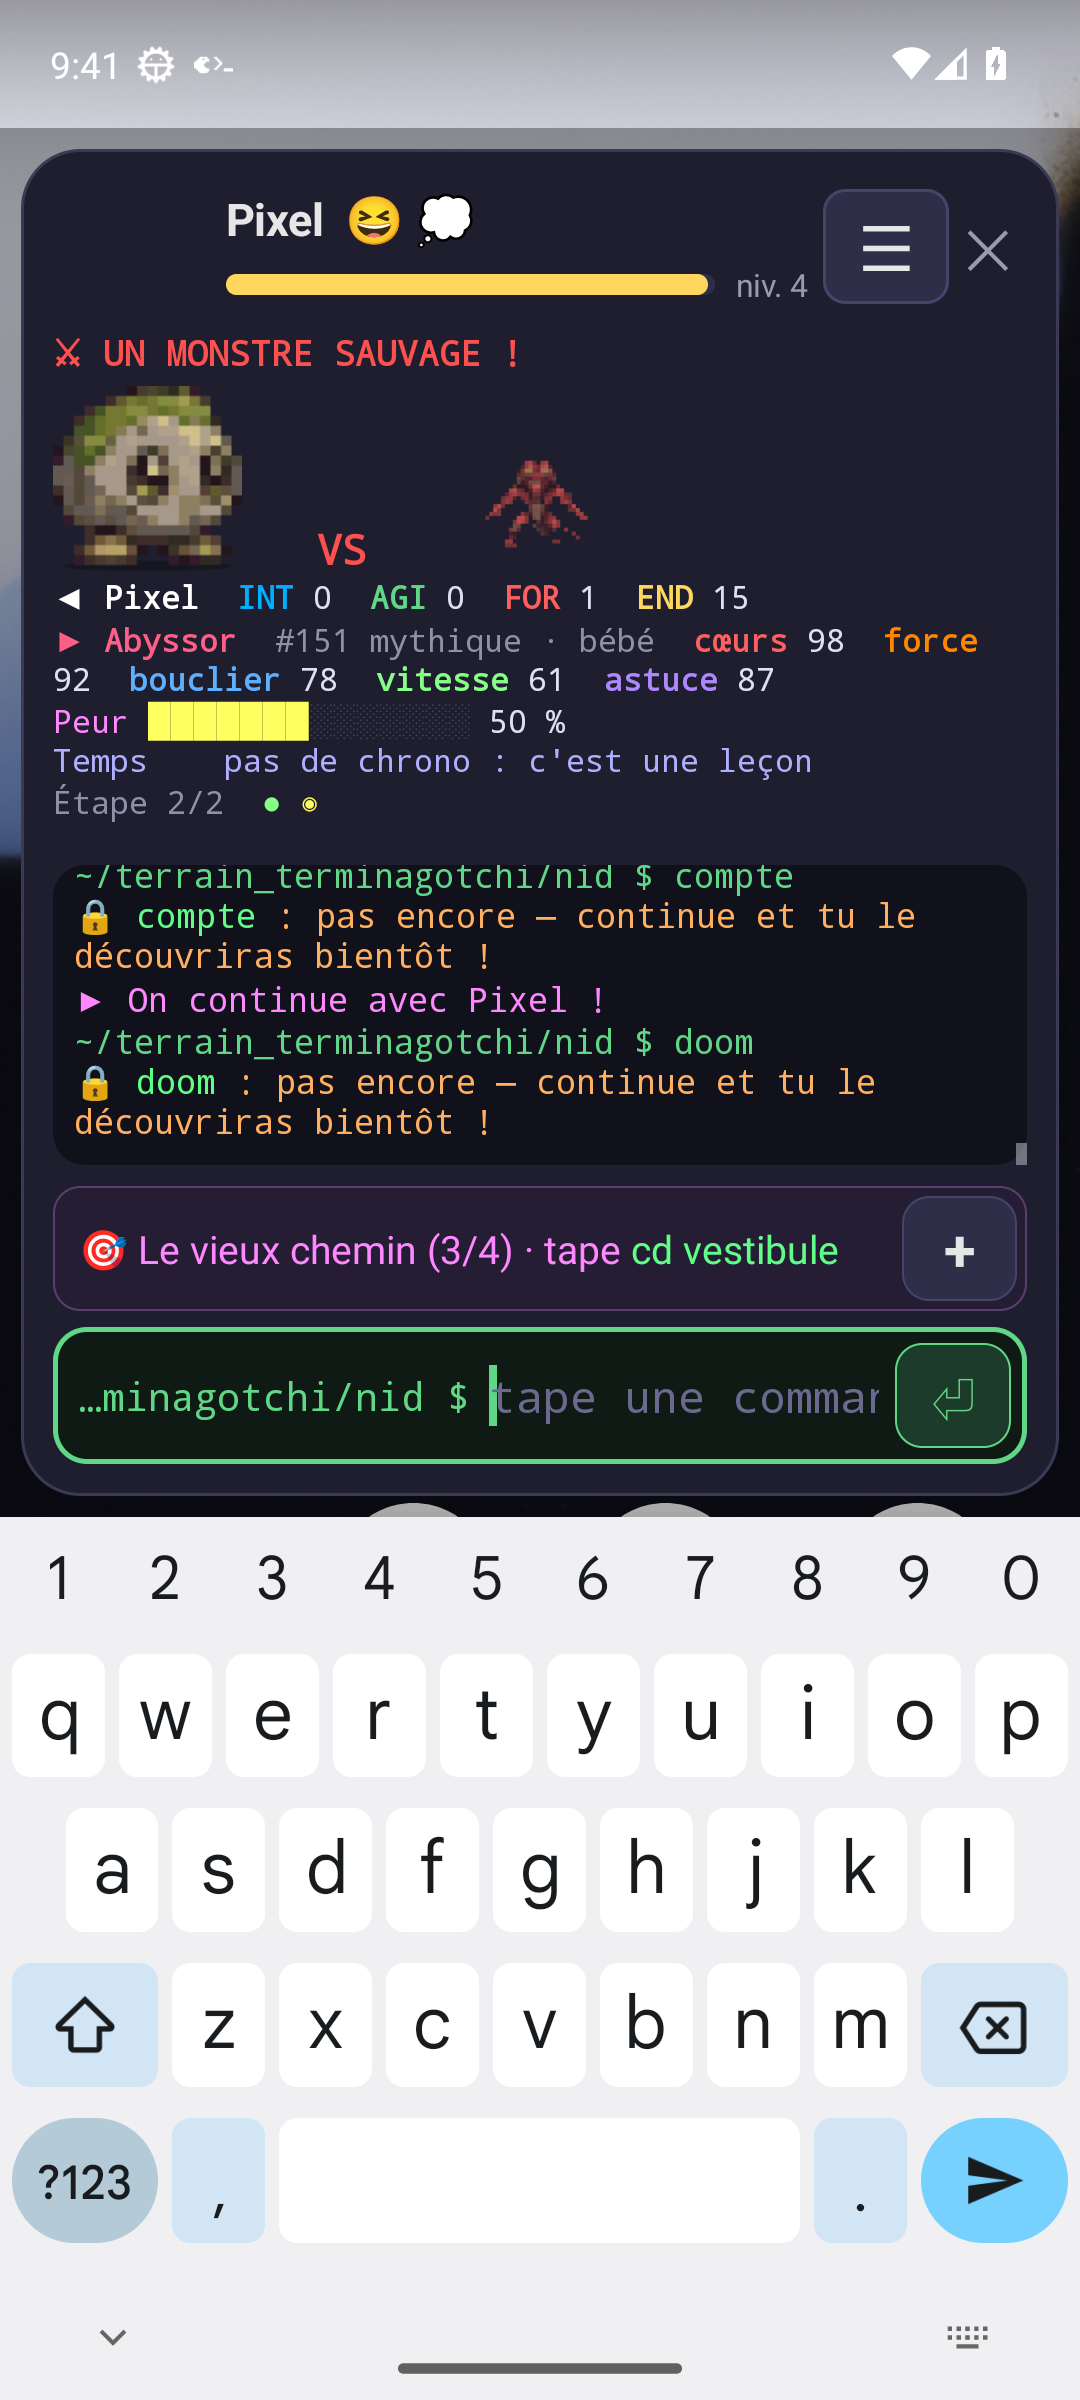 9:41
Pixel 😆 💭
niv. 4
⚔ UN MONSTRE SAUVAGE !
VS
◀ Pixel INT 0 AGI 0 FOR 1 END 15
▶ Abyssor #151 mythique · bébé cœurs 98 force
92 bouclier 78 vitesse 61 astuce 87
Peur 50 %
Temps pas de chrono : c'est une leçon
Étape 2/2 ● ◉
~/terrain_terminagotchi/nid $ compte
🔒 compte : pas encore — continue et tu le
découvriras bientôt !
▶ On continue avec Pixel !
~/terrain_terminagotchi/nid $ doom
🔒 doom : pas encore — continue et tu le
découvriras bientôt !
🎯 Le vieux chemin (3/4) · tape cd vestibule
…minagotchi/nid $ tape une comman
1 2 3 4 5 6 7 8 9 0
q w e r t y u i o p
a s d f g h j k l
z x c v b n m
?123 , .